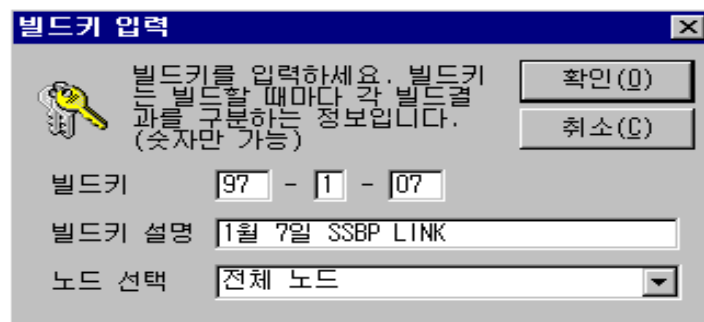 빌드키 입력
빌드키를 입력하세요. 빌드키
는 빌드할 때마다 각 빌드결
과를 구분하는 정보입니다.
(숫자만 가능)
확인(O)
취소(C)
빌드키 97 - 1 - 07
빌드키 설명 1월 7일 SSBP LINK
노드 선택 전체 노드